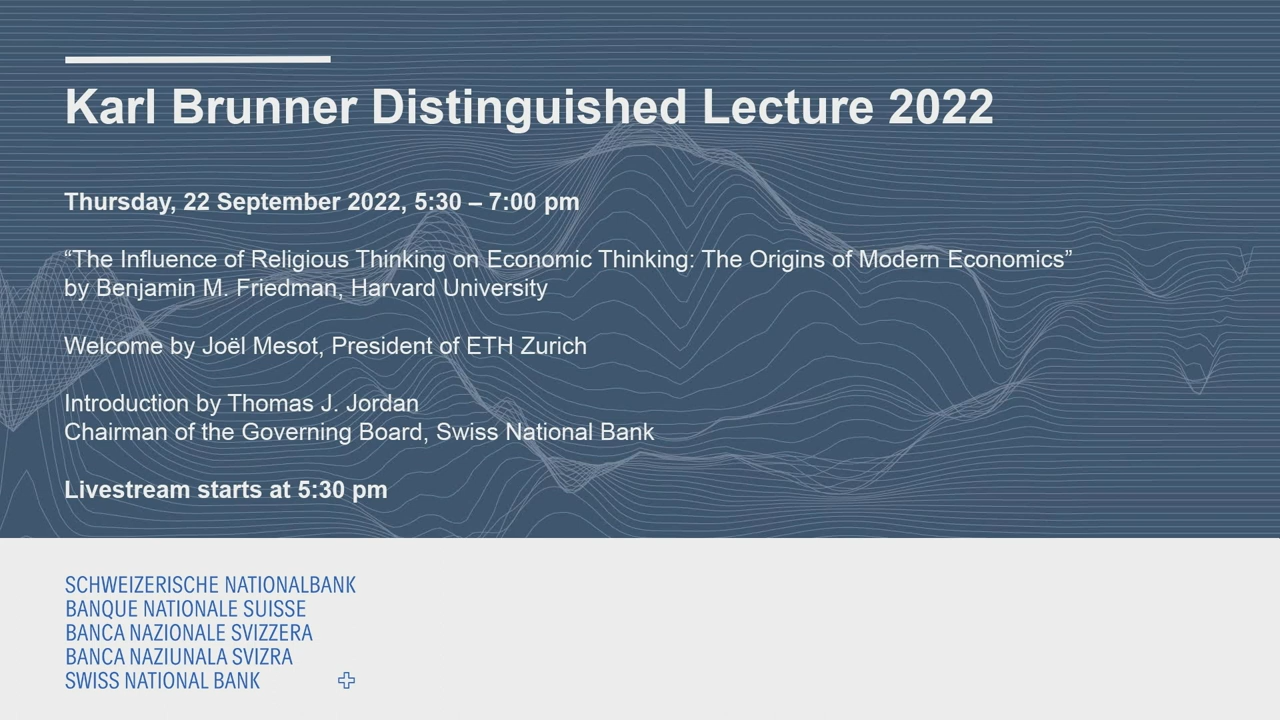 Karl Brunner Distinguished Lecture 2022
Thursday, 22 September 2022, 5:30 – 7:00 pm
“The Influence of Religious Thinking on Economic Thinking: The Origins of Modern Economics”
by Benjamin M. Friedman, Harvard University
Welcome by Joël Mesot, President of ETH Zurich
Introduction by Thomas J. Jordan
Chairman of the Governing Board, Swiss National Bank
Livestream starts at 5:30 pm
SCHWEIZERISCHE NATIONALBANK
BANQUE NATIONALE SUISSE
BANCA NAZIONALE SVIZZERA
BANCA NAZIUNALA SVIZRA
SWISS NATIONAL BANK